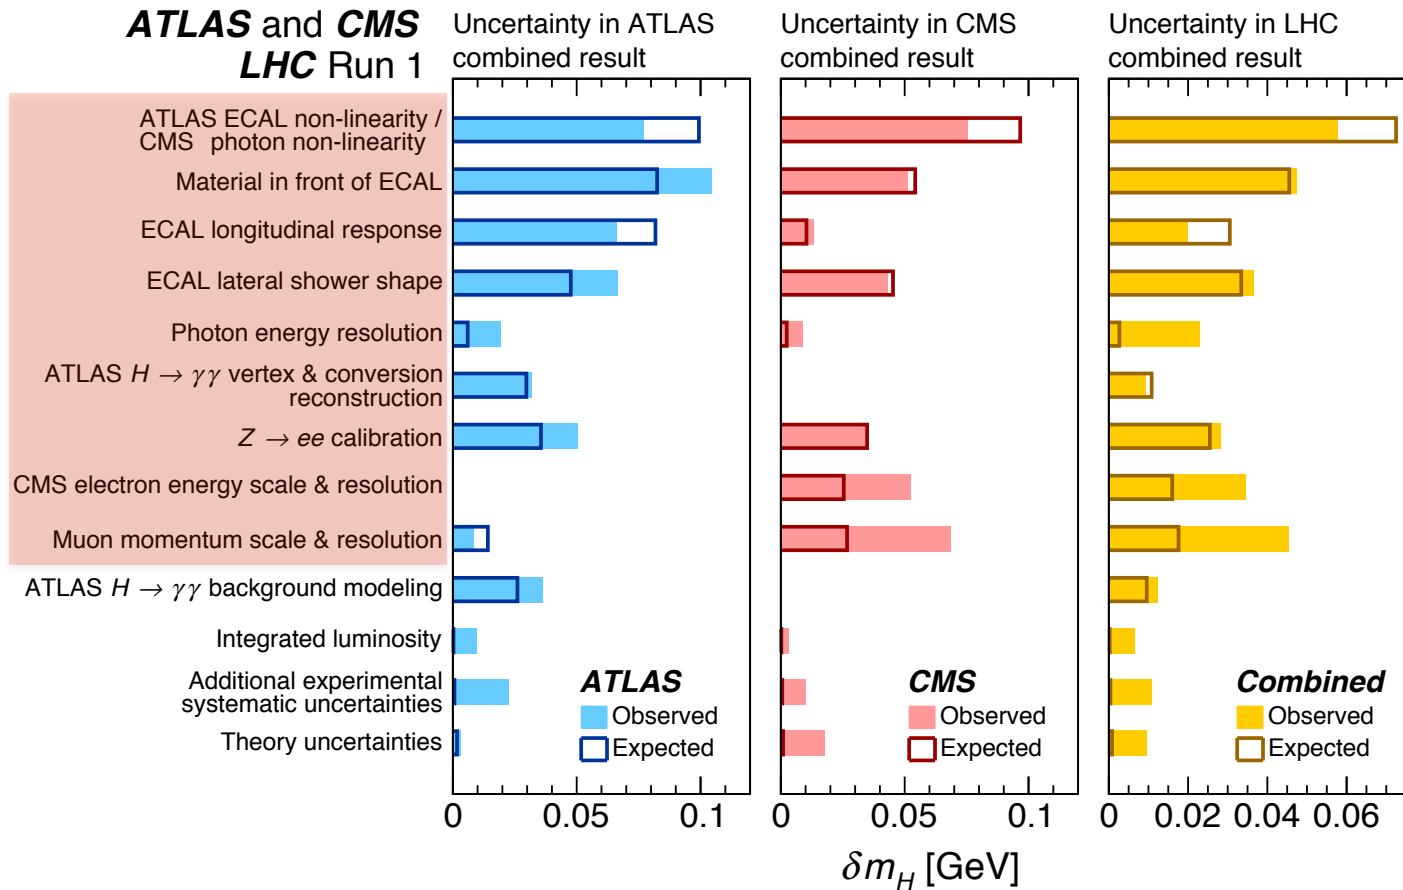 ATLAS and CMS
LHC Run 1
Uncertainty in ATLAS
combined result
Uncertainty in CMS
combined result
Uncertainty in LHC
combined result
ATLAS ECAL non-linearity /
CMS photon non-linearity
Material in front of ECAL
ECAL longitudinal response
ECAL lateral shower shape
Photon energy resolution
ATLAS H → γγ vertex & conversion
reconstruction
Z → ee calibration
CMS electron energy scale & resolution
Muon momentum scale & resolution
ATLAS H → γγ background modeling
Integrated luminosity
Additional experimental
systematic uncertainties
Theory uncertainties
ATLAS
Observed
Expected
CMS
Observed
Expected
Combined
Observed
Expected
0 0.05 0.1
0 0.05 0.1
0 0.02 0.04 0.06
δm_H [GeV]